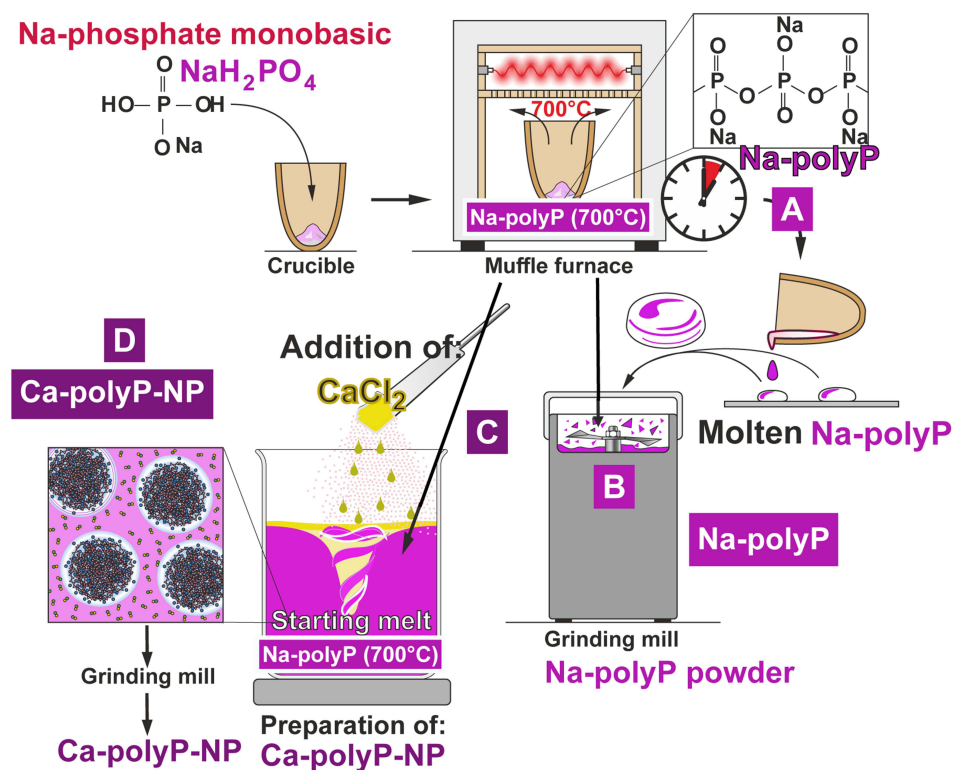 Na-phosphate monobasic
NaH₂PO₄
O
HO P OH
O Na
Crucible
700°C
Na-polyP (700°C)
Muffle furnace
Na
O O O
P P P
O O
O O O
Na Na
Na-polyP
A
Molten Na-polyP
B
Na-polyP
Grinding mill
Na-polyP powder
C
Addition of:
CaCl₂
Starting melt
Na-polyP (700°C)
Preparation of:
Ca-polyP-NP
D
Ca-polyP-NP
Grinding mill
Ca-polyP-NP